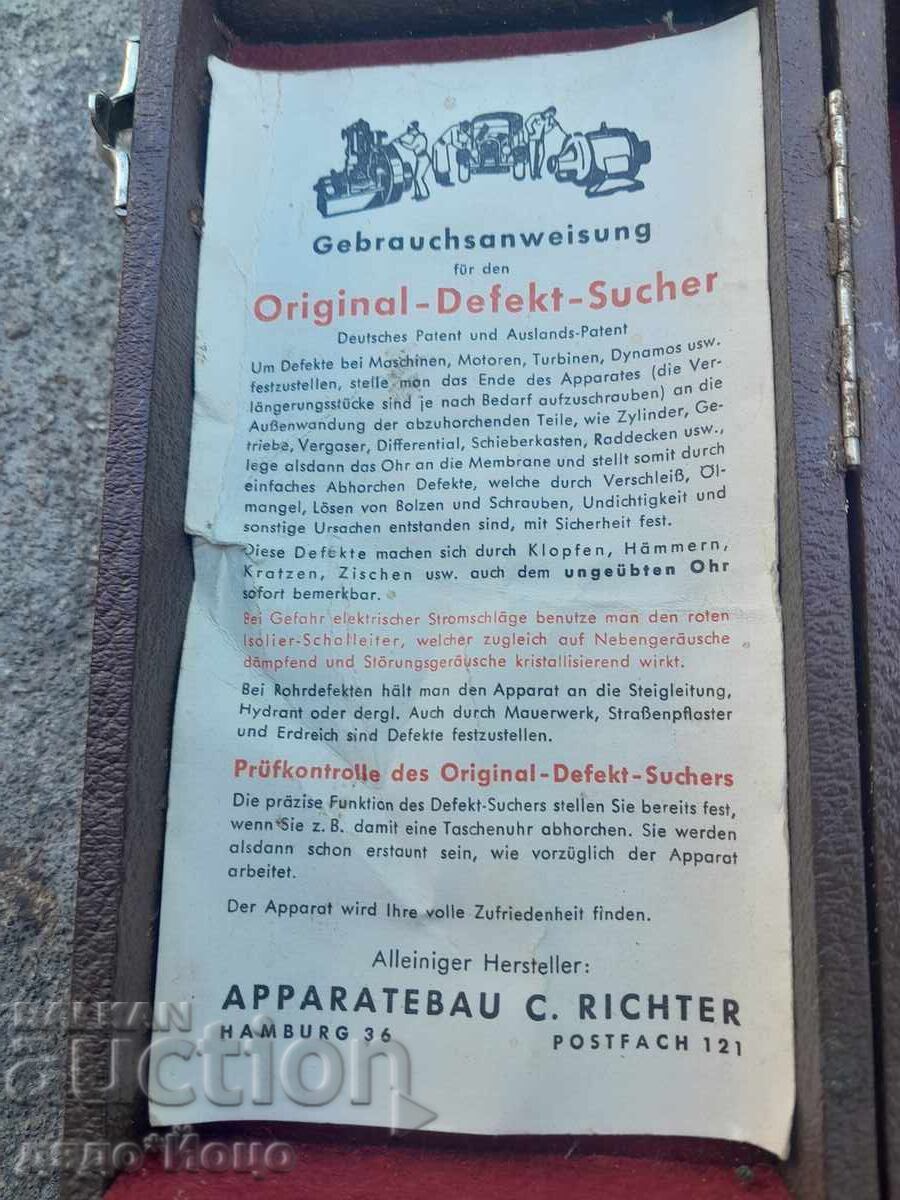 Gebrauchsanweisung
für den
Original-Defekt-Sucher
Deutsches Patent und Auslands-Patent
Um Defekte bei Maschinen, Motoren, Turbinen, Dynamos usw.
festzustellen, stelle man das Ende des Apparates (die Ver-
längerungsstücke sind je nach Bedarf aufzuschrauben) an die
Außenwandung der abzuhorchenden Teile, wie Zylinder, Ge-
triebe, Vergaser, Differential, Schieberkasten, Raddecken usw.,
lege alsdann das Ohr an die Membrane und stellt somit durch
einfaches Abhorchen Defekte, welche durch Verschleiß, Öl-
mangel, Lösen von Bolzen und Schrauben, Undichtigkeit und
sonstige Ursachen entstanden sind, mit Sicherheit fest.
Diese Defekte machen sich durch Klopfen, Hämmern,
Kratzen, Zischen usw. auch dem ungeübten Ohr
sofort bemerkbar.
Bei Gefahr elektrischer Stromschläge benutze man den roten
Isolier-Schalleiter, welcher zugleich auf Nebengeräusche
dämpfend und Störungsgeräusche kristallisierend wirkt.
Bei Rohrdefekten hält man den Apparat an die Steigleitung,
Hydrant oder dergl. Auch durch Mauerwerk, Straßenpflaster
und Erdreich sind Defekte festzustellen.
Prüfkontrolle des Original-Defekt-Suchers
Die präzise Funktion des Defekt-Suchers stellen Sie bereits fest,
wenn Sie z. B. damit eine Taschenuhr abhorchen. Sie werden
alsdann schon erstaunt sein, wie vorzüglich der Apparat
arbeitet.
Der Apparat wird Ihre volle Zufriedenheit finden.
Alleiniger Hersteller:
APPARATEBAU C. RICHTER
HAMBURG 36 POSTFACH 121
BALKAN
auction
дядо Йоцо